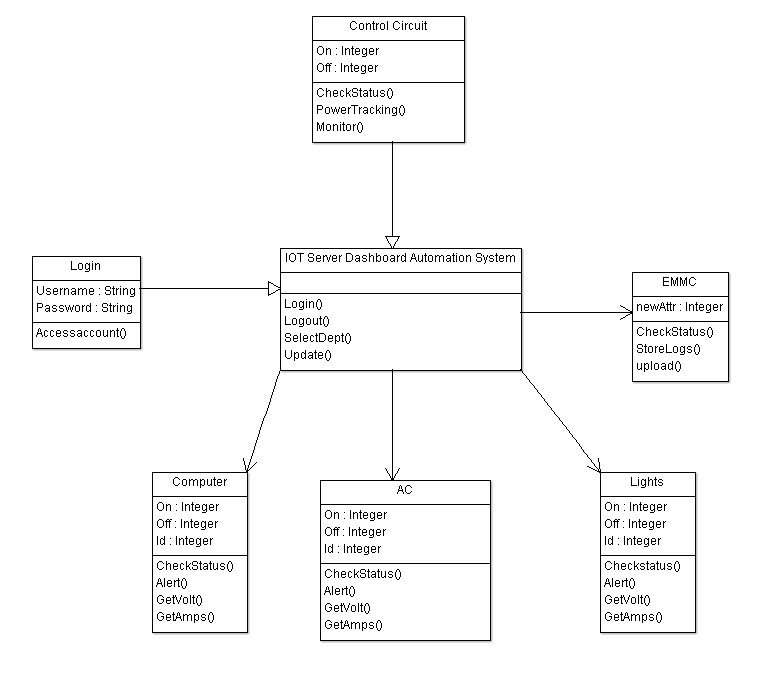 Control Circuit
On : Integer
Off : Integer
CheckStatus()
PowerTracking()
Monitor()
Login
Username : String
Password : String
Accessaccount()
IOT Server Dashboard Automation System
Login()
Logout()
SelectDept()
Update()
EMMC
newAttr : Integer
CheckStatus()
StoreLogs()
upload()
Computer
On : Integer
Off : Integer
Id : Integer
CheckStatus()
Alert()
GetVolt()
GetAmps()
AC
On : Integer
Off : Integer
Id : Integer
CheckStatus()
Alert()
GetVolt()
GetAmps()
Lights
On : Integer
Off : Integer
Id : Integer
Checkstatus()
Alert()
GetVolt()
GetAmps()